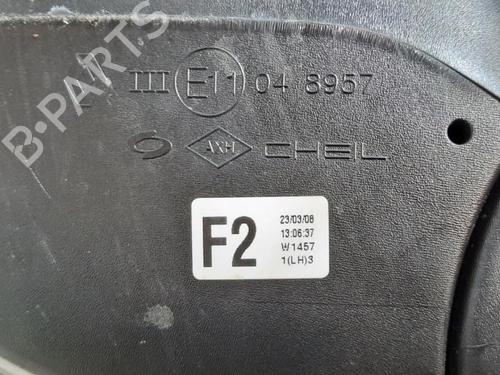 III E11 04 8957
AXH CHEIL
F2
23/03/08
13:06:37
W1457
1(LH)3
B-PARTS